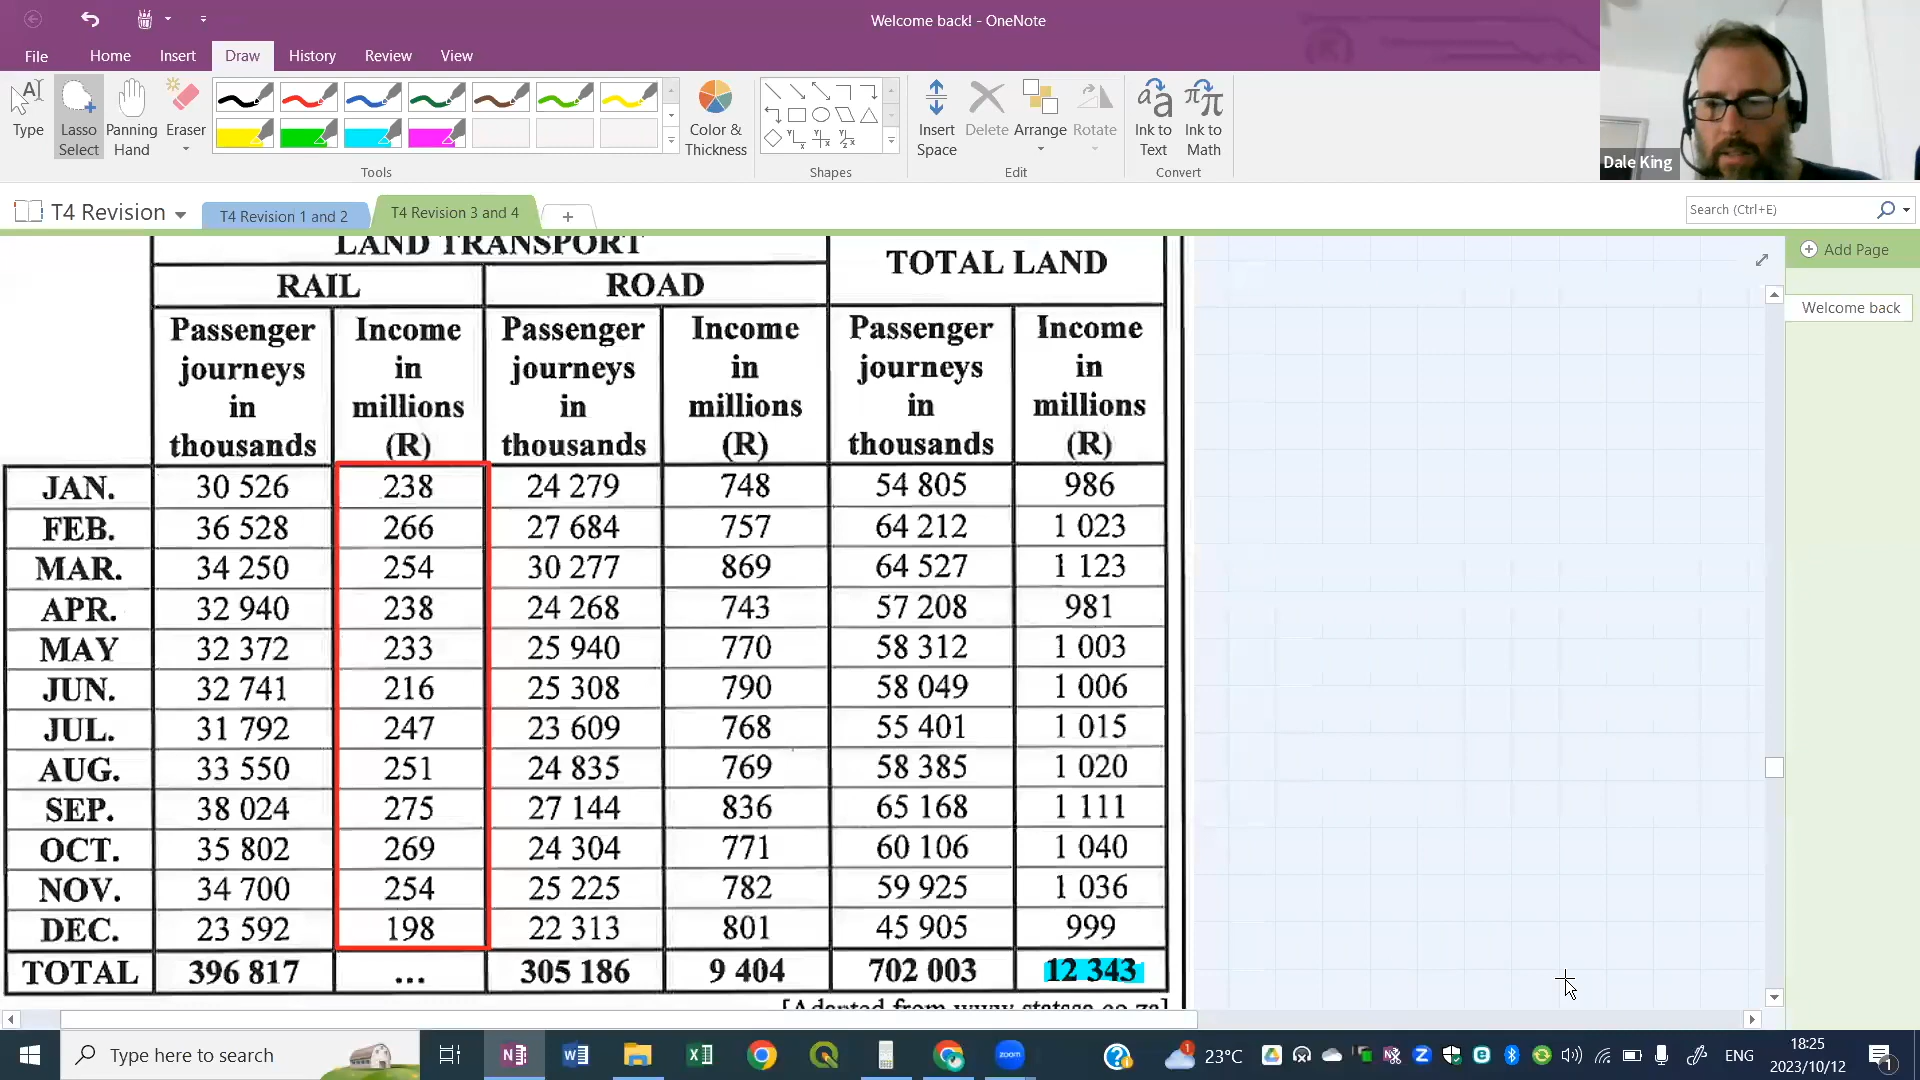 Welcome back! - OneNote
File Home Insert Draw History Review View
Type
Lasso Select
Panning Hand
Eraser
Color & Thickness
Insert Space
Delete
Arrange
Rotate
Ink to Text
Ink to Math
Tools
Shapes
Edit
Convert
Dale King
T4 Revision
T4 Revision 1 and 2
T4 Revision 3 and 4
Search (Ctrl+E)
Add Page
Welcome back
LAND TRANSPORT TOTAL LAND
RAIL ROAD
Passenger Income Passenger Income Passenger Income
journeys in journeys in journeys in
in millions in millions in millions
thousands (R) thousands (R) thousands (R)
JAN. 30 526 238 24 279 748 54 805 986
FEB. 36 528 266 27 684 757 64 212 1 023
MAR. 34 250 254 30 277 869 64 527 1 123
APR. 32 940 238 24 268 743 57 208 981
MAY 32 372 233 25 940 770 58 312 1 003
JUN. 32 741 216 25 308 790 58 049 1 006
JUL. 31 792 247 23 609 768 55 401 1 015
AUG. 33 550 251 24 835 769 58 385 1 020
SEP. 38 024 275 27 144 836 65 168 1 111
OCT. 35 802 269 24 304 771 60 106 1 040
NOV. 34 700 254 25 225 782 59 925 1 036
DEC. 23 592 198 22 313 801 45 905 999
TOTAL 396 817 ... 305 186 9 404 702 003 12 343
[Adapted from www.statssa.co.za]
Type here to search
zoom
1
23°C
ENG
18:25
2023/10/12
1